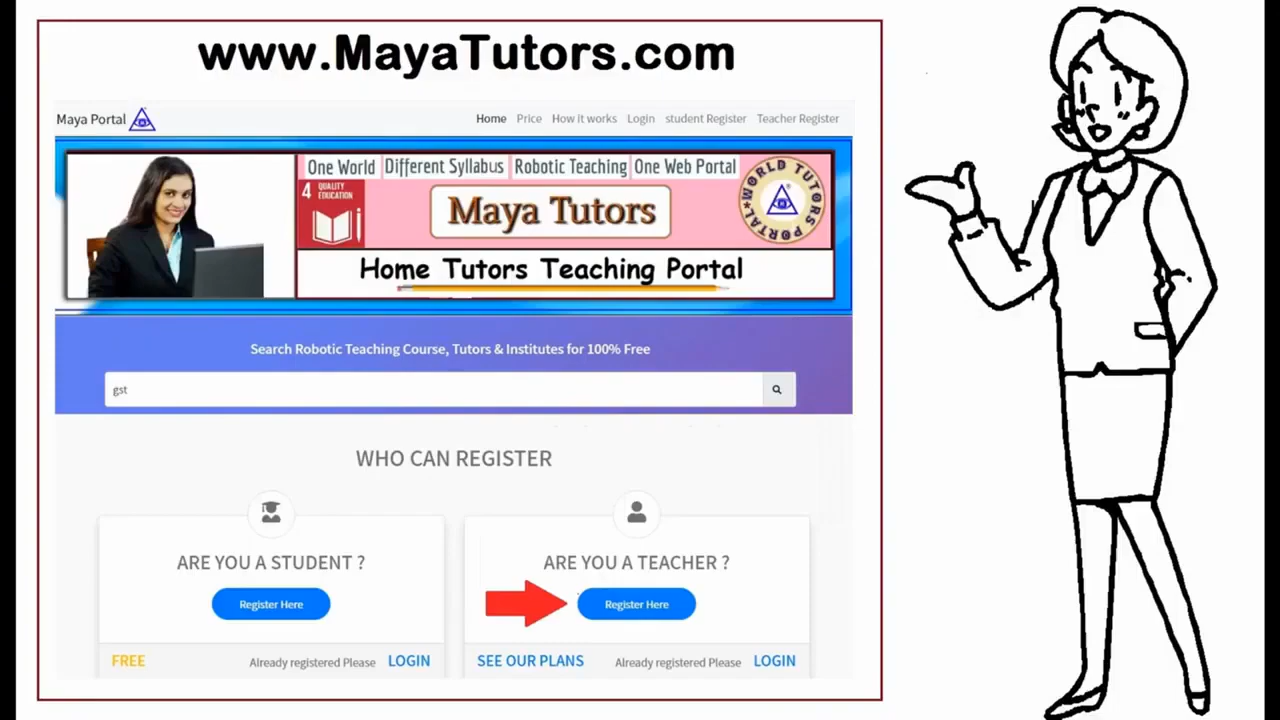 www.MayaTutors.com
Maya Portal
Home Price How it works Login student Register Teacher Register
One World Different Syllabus Robotic Teaching One Web Portal
4 QUALITY EDUCATION
Maya Tutors
WORLD TUTORS PORTAL
Home Tutors Teaching Portal
Search Robotic Teaching Course, Tutors & Institutes for 100% Free
gst
WHO CAN REGISTER
ARE YOU A STUDENT ?
Register Here
FREE Already registered Please LOGIN
ARE YOU A TEACHER ?
Register Here
SEE OUR PLANS Already registered Please LOGIN